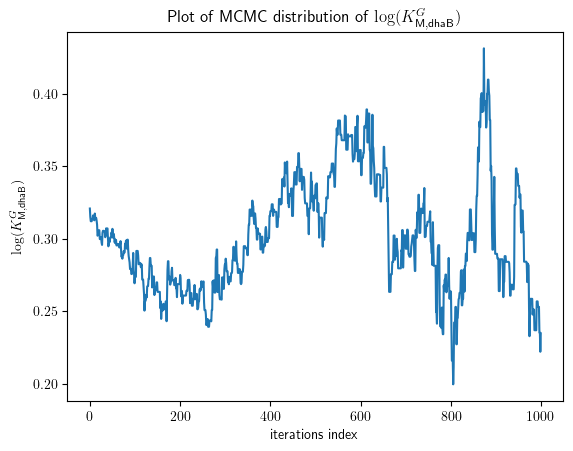 Plot of MCMC distribution of log(K^G_M,dhaB)
log(K^G_M,dhaB)
0.40
0.35
0.30
0.25
0.20
0 200 400 600 800 1000
iterations index